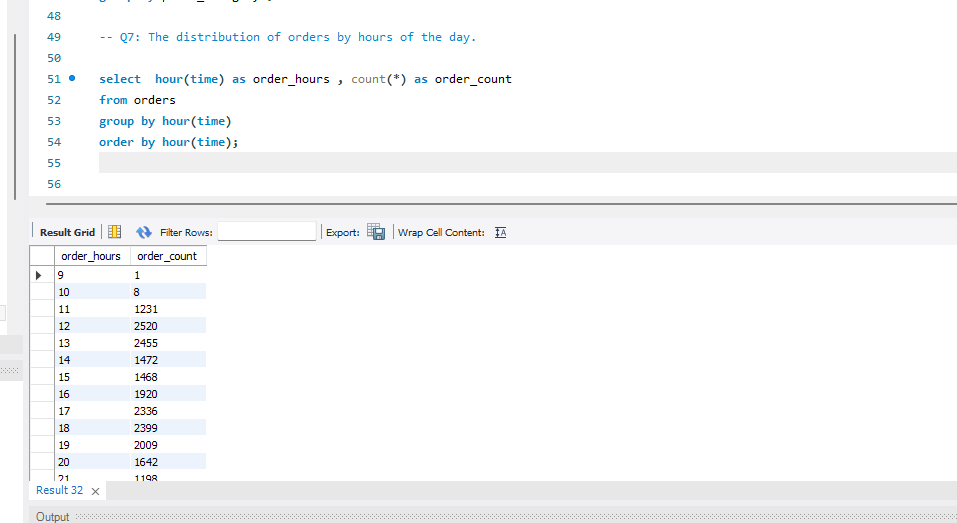 48
49 -- Q7: The distribution of orders by hours of the day.
50
51 select hour(time) as order_hours , count(*) as order_count
52 from orders
53 group by hour(time)
54 order by hour(time);
55
56
Result Grid Filter Rows: Export: Wrap Cell Content:
order_hours order_count
9 1
10 8
11 1231
12 2520
13 2455
14 1472
15 1468
16 1920
17 2336
18 2399
19 2009
20 1642
21 1198
Result 32 ×
Output